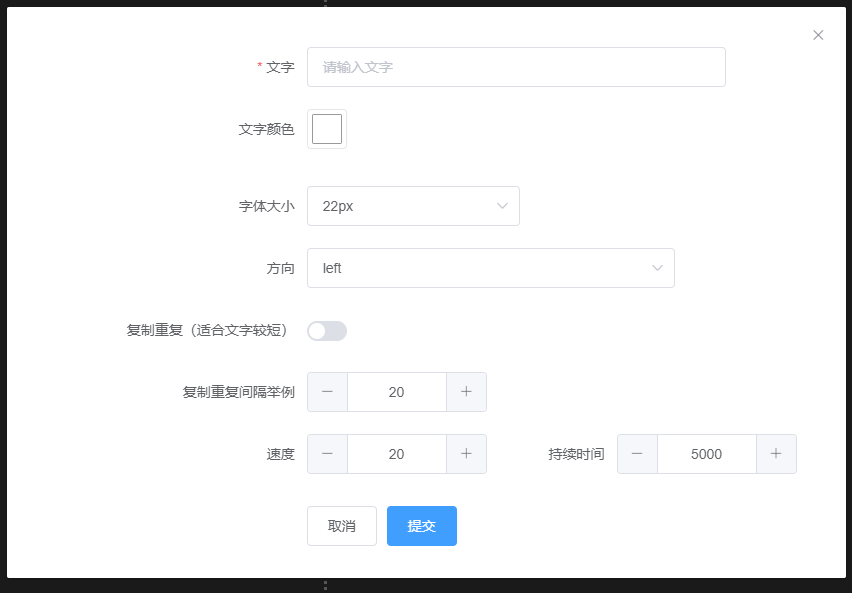 * 文字 请输入文字
文字颜色
字体大小 22px
方向 left
复制重复（适合文字较短）
复制重复间隔举例 20
速度 20 持续时间 5000
取消 提交